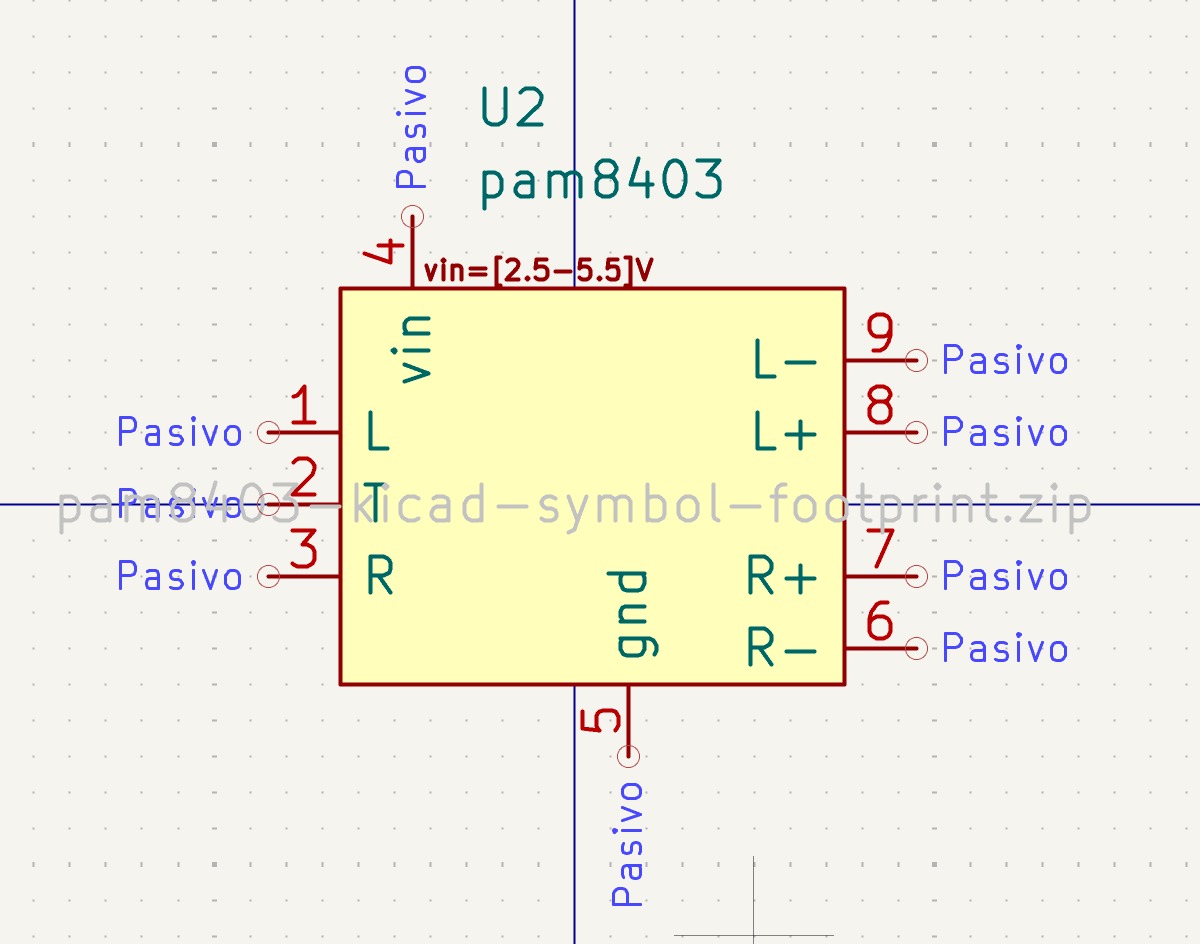 Pasivo
U2
pam8403
4
vin=[2.5-5.5]V
vin
9
L-
Pasivo
1
Pasivo
L
8
L+
Pasivo
2
Pasivo
T
pam8403-kicad-symbol-footprint.zip
3
Pasivo
R
7
R+
Pasivo
gnd
6
R-
Pasivo
5
Pasivo